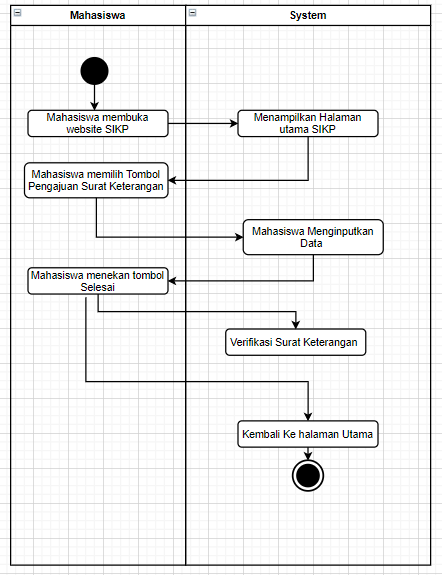 Mahasiswa
System
Mahasiswa membuka
website SIKP
Menampilkan Halaman
utama SIKP
Mahasiswa memilih Tombol
Pengajuan Surat Keterangan
Mahasiswa Menginputkan
Data
Mahasiswa menekan tombol
Selesai
Verifikasi Surat Keterangan
Kembali Ke halaman Utama